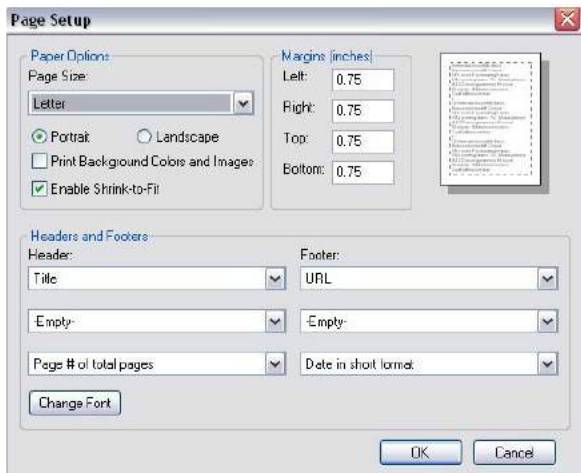 Page Setup
Paper Options
Page Size:
Letter
Portrait
Landscape
Print Background Colors and Images
Enable Shrink-to-Fit
Margins (inches)
Left: 0.75
Right: 0.75
Top: 0.75
Bottom: 0.75
Headers and Footers
Header:
Footer:
Title
URL
-Empty-
-Empty-
Page # of total pages
Date in short format
Change Font
OK
Cancel